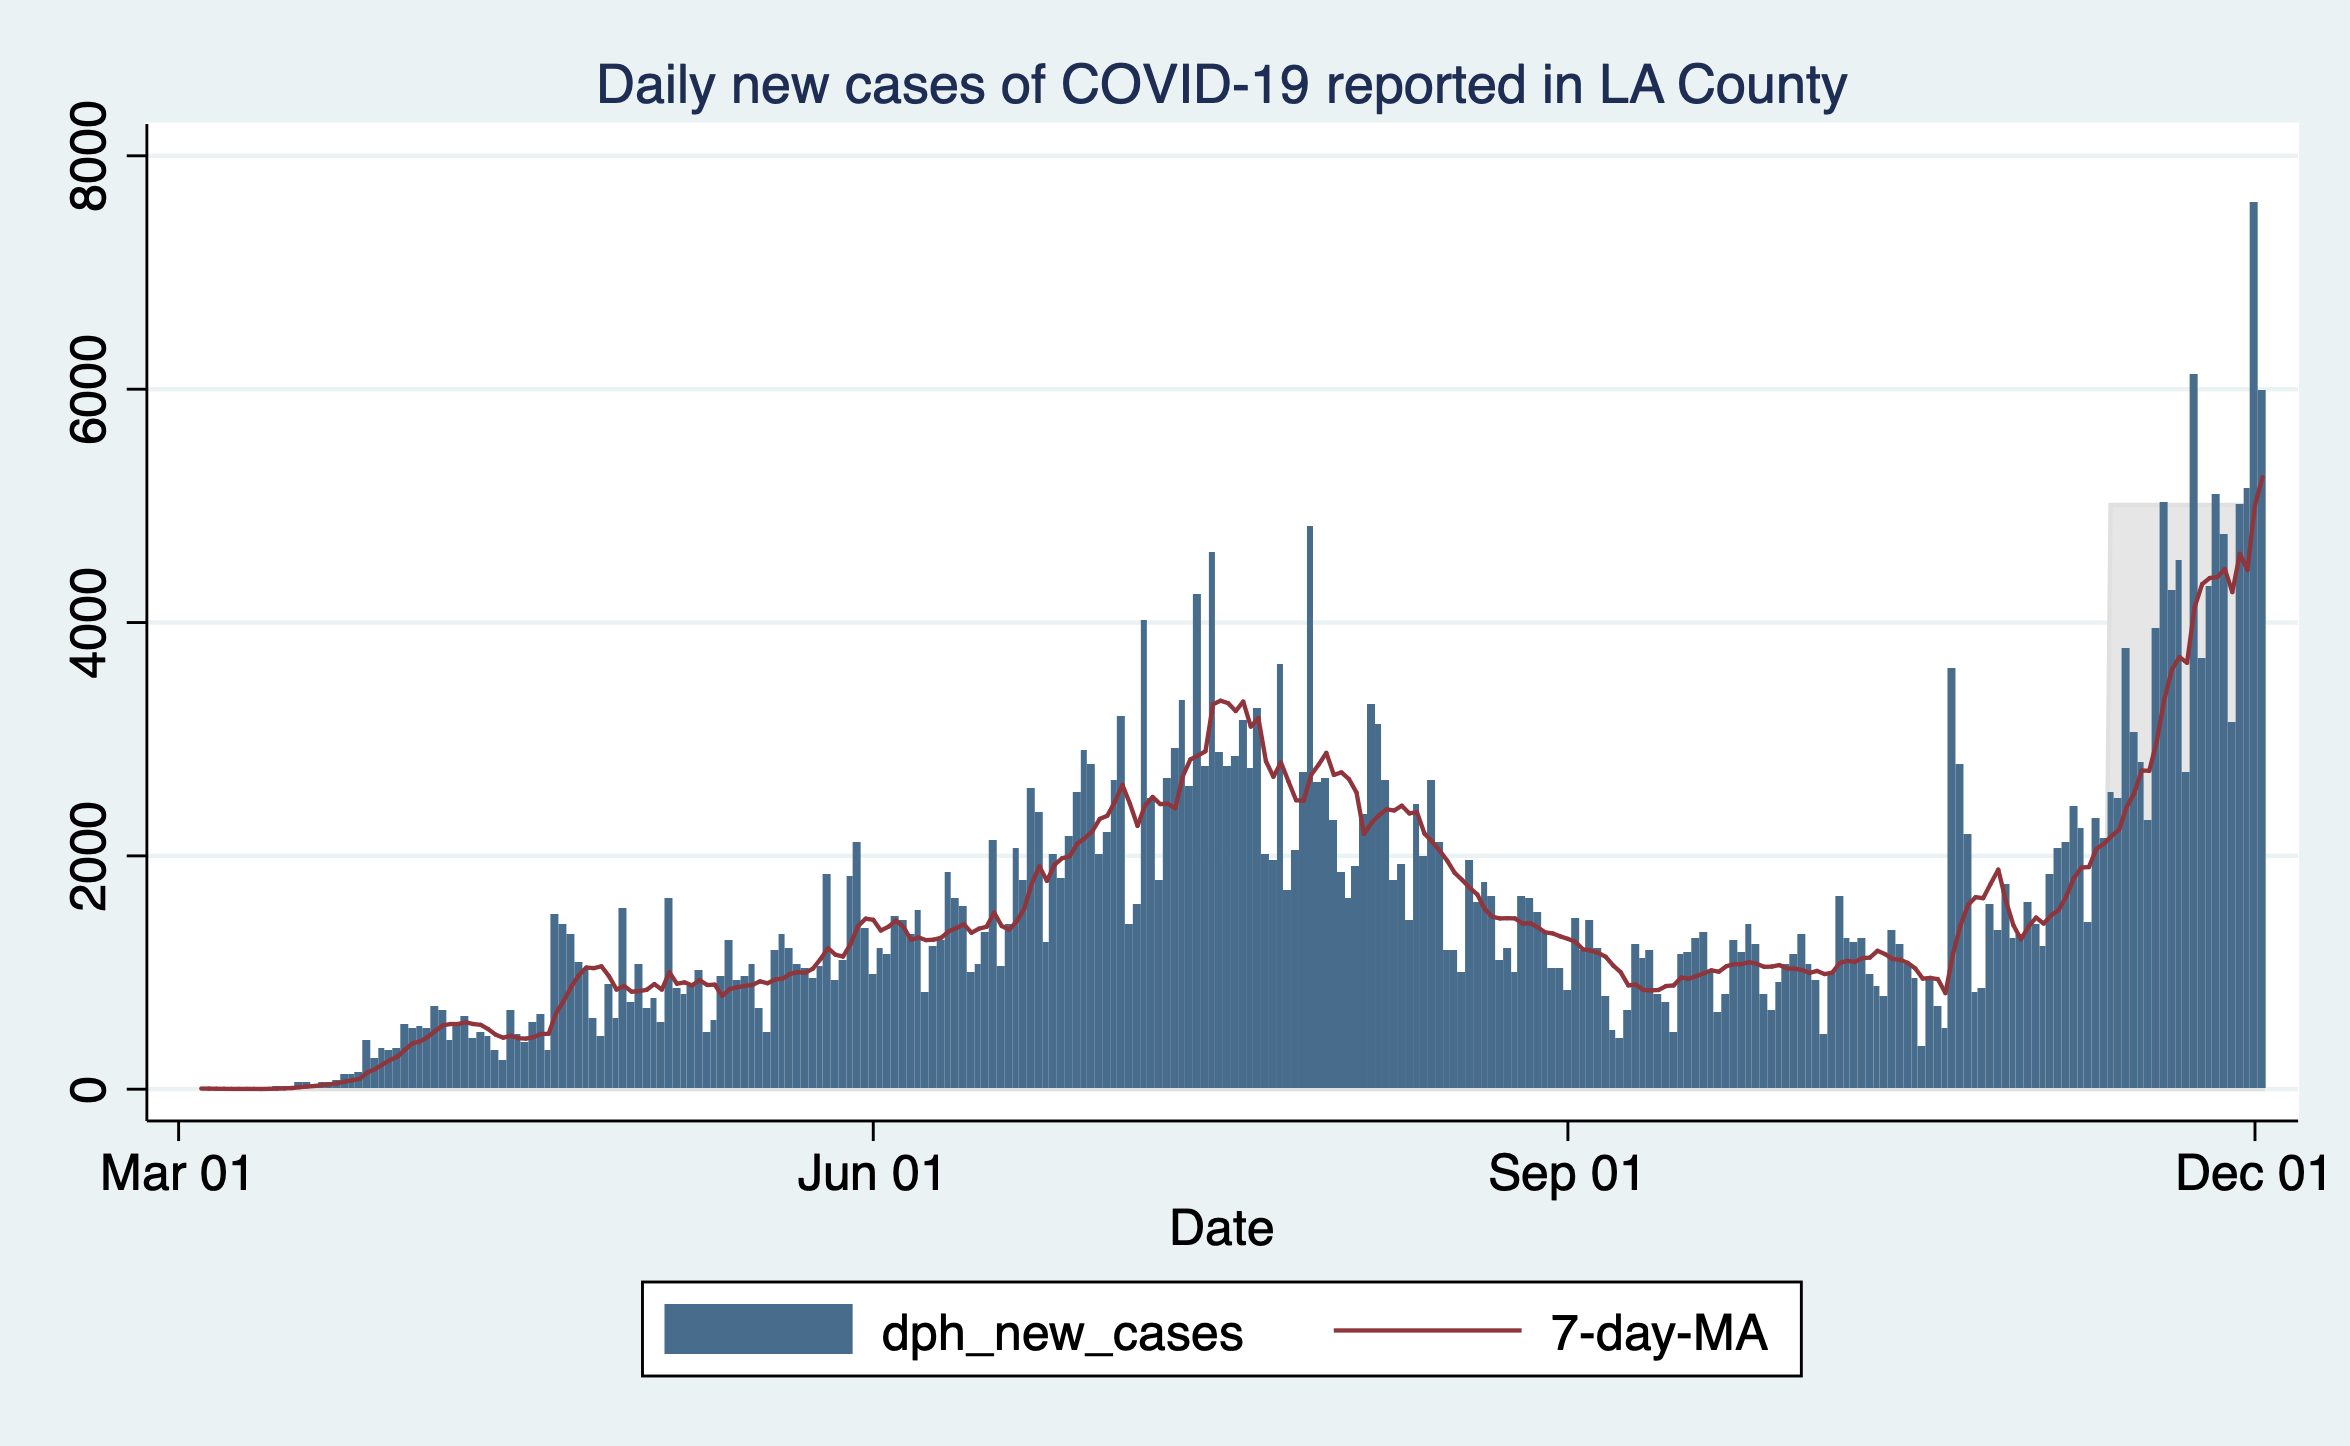 Daily new cases of COVID-19 reported in LA County
8000
6000
4000
2000
0
Mar 01 Jun 01 Sep 01 Dec 01
Date
dph_new_cases 7-day-MA